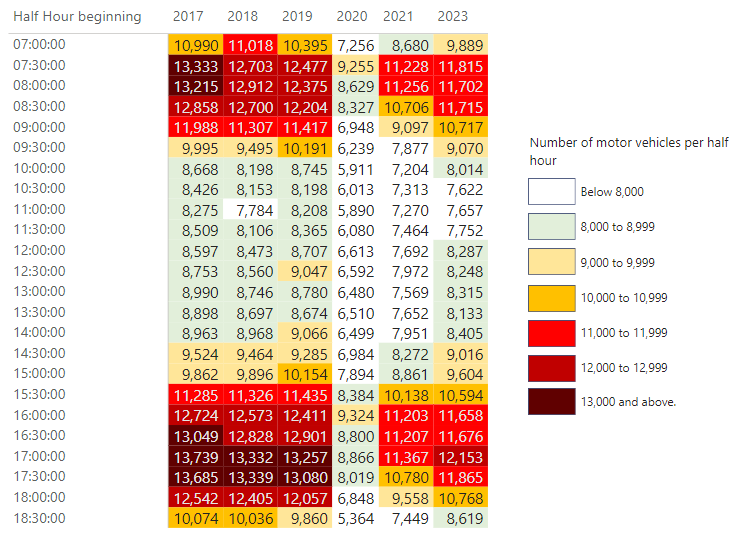 Half Hour beginning 2017 2018 2019 2020 2021 2023
07:00:00 10,990 11,018 10,395 7,256 8,680 9,889
07:30:00 13,333 12,703 12,477 9,255 11,228 11,815
08:00:00 13,215 12,912 12,375 8,629 11,256 11,702
08:30:00 12,858 12,700 12,204 8,327 10,706 11,715
09:00:00 11,988 11,307 11,417 6,948 9,097 10,717
09:30:00 9,995 9,495 10,191 6,239 7,877 9,070
10:00:00 8,668 8,198 8,745 5,911 7,204 8,014
10:30:00 8,426 8,153 8,198 6,013 7,313 7,622
11:00:00 8,275 7,784 8,208 5,890 7,270 7,657
11:30:00 8,509 8,106 8,365 6,080 7,464 7,752
12:00:00 8,597 8,473 8,707 6,613 7,692 8,287
12:30:00 8,753 8,560 9,047 6,592 7,972 8,248
13:00:00 8,990 8,746 8,780 6,480 7,569 8,315
13:30:00 8,898 8,697 8,674 6,510 7,652 8,133
14:00:00 8,963 8,968 9,066 6,499 7,951 8,405
14:30:00 9,524 9,464 9,285 6,984 8,272 9,016
15:00:00 9,862 9,896 10,154 7,894 8,861 9,604
15:30:00 11,285 11,326 11,435 8,384 10,138 10,594
16:00:00 12,724 12,573 12,411 9,324 11,203 11,658
16:30:00 13,049 12,828 12,901 8,800 11,207 11,676
17:00:00 13,739 13,332 13,257 8,866 11,367 12,153
17:30:00 13,685 13,339 13,080 8,019 10,780 11,865
18:00:00 12,542 12,405 12,057 6,848 9,558 10,768
18:30:00 10,074 10,036 9,860 5,364 7,449 8,619
Number of motor vehicles per half
hour
Below 8,000
8,000 to 8,999
9,000 to 9,999
10,000 to 10,999
11,000 to 11,999
12,000 to 12,999
13,000 and above.